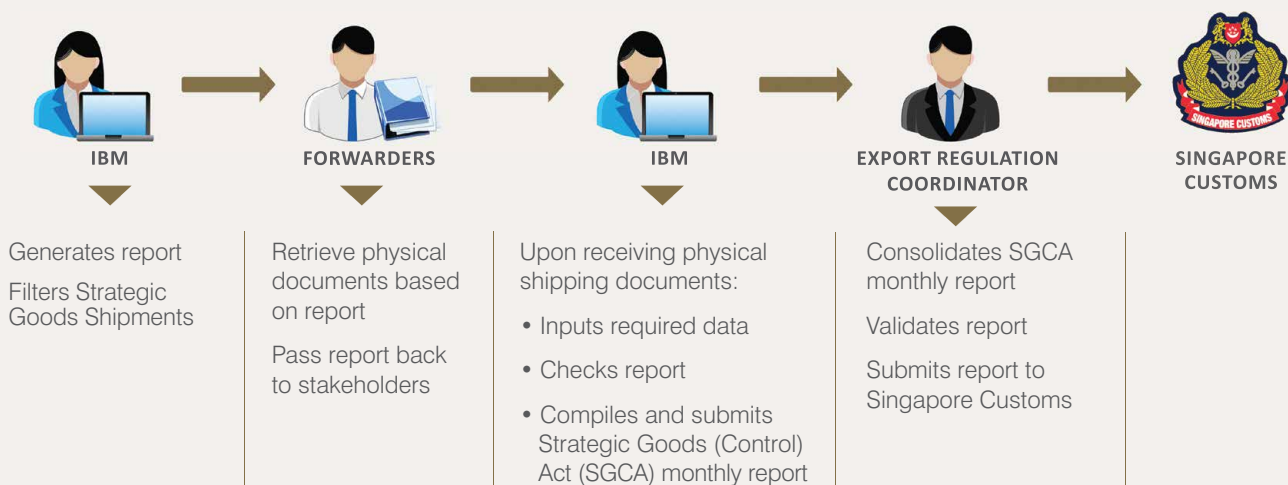 SINGAPORE CUSTOMS
IBM
FORWARDERS
IBM
EXPORT REGULATION
COORDINATOR
SINGAPORE
CUSTOMS
Generates report
Filters Strategic
Goods Shipments
Retrieve physical
documents based
on report
Pass report back
to stakeholders
Upon receiving physical
shipping documents:
• Inputs required data
• Checks report
• Compiles and submits
Strategic Goods (Control)
Act (SGCA) monthly report
Consolidates SGCA
monthly report
Validates report
Submits report to
Singapore Customs